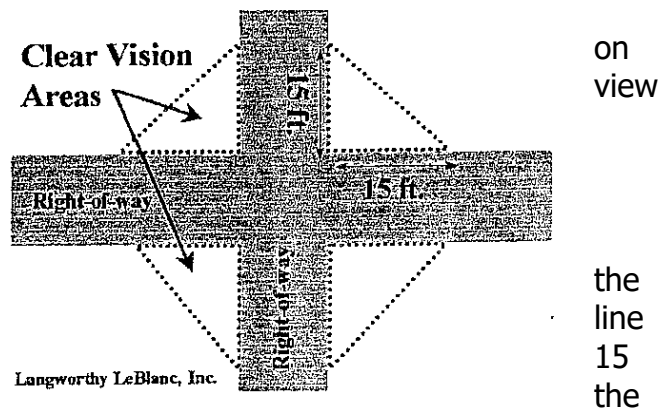 Clear Vision
Areas
on
view
15 ft.
15 ft.
Right-of-way
Right-of-way
the
line
15
the
Langworthy LeBlanc, Inc.